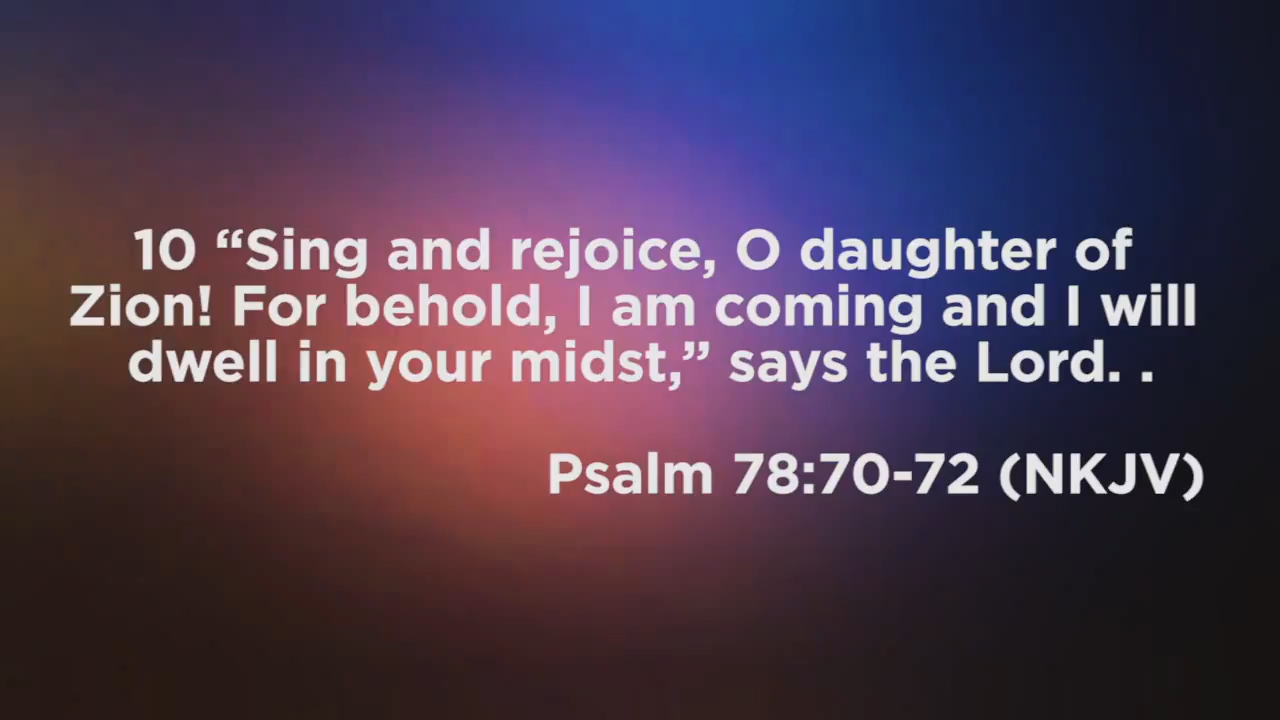 10 “Sing and rejoice, O daughter of
Zion! For behold, I am coming and I will
dwell in your midst,” says the Lord. .
Psalm 78:70-72 (NKJV)